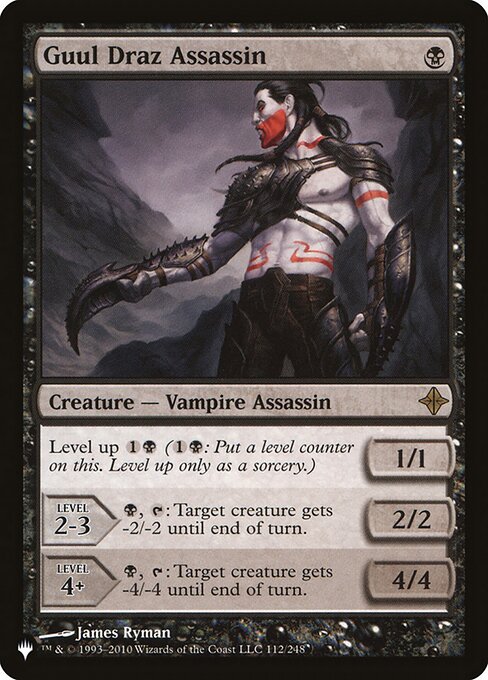 Guul Draz Assassin
Creature — Vampire Assassin
Level up 1 (1: Put a level counter
on this. Level up only as a sorcery.)
1/1
LEVEL
2-3
, : Target creature gets
-2/-2 until end of turn.
2/2
LEVEL
4+
, : Target creature gets
-4/-4 until end of turn.
4/4
James Ryman
™ & © 1993–2010 Wizards of the Coast LLC 112/248